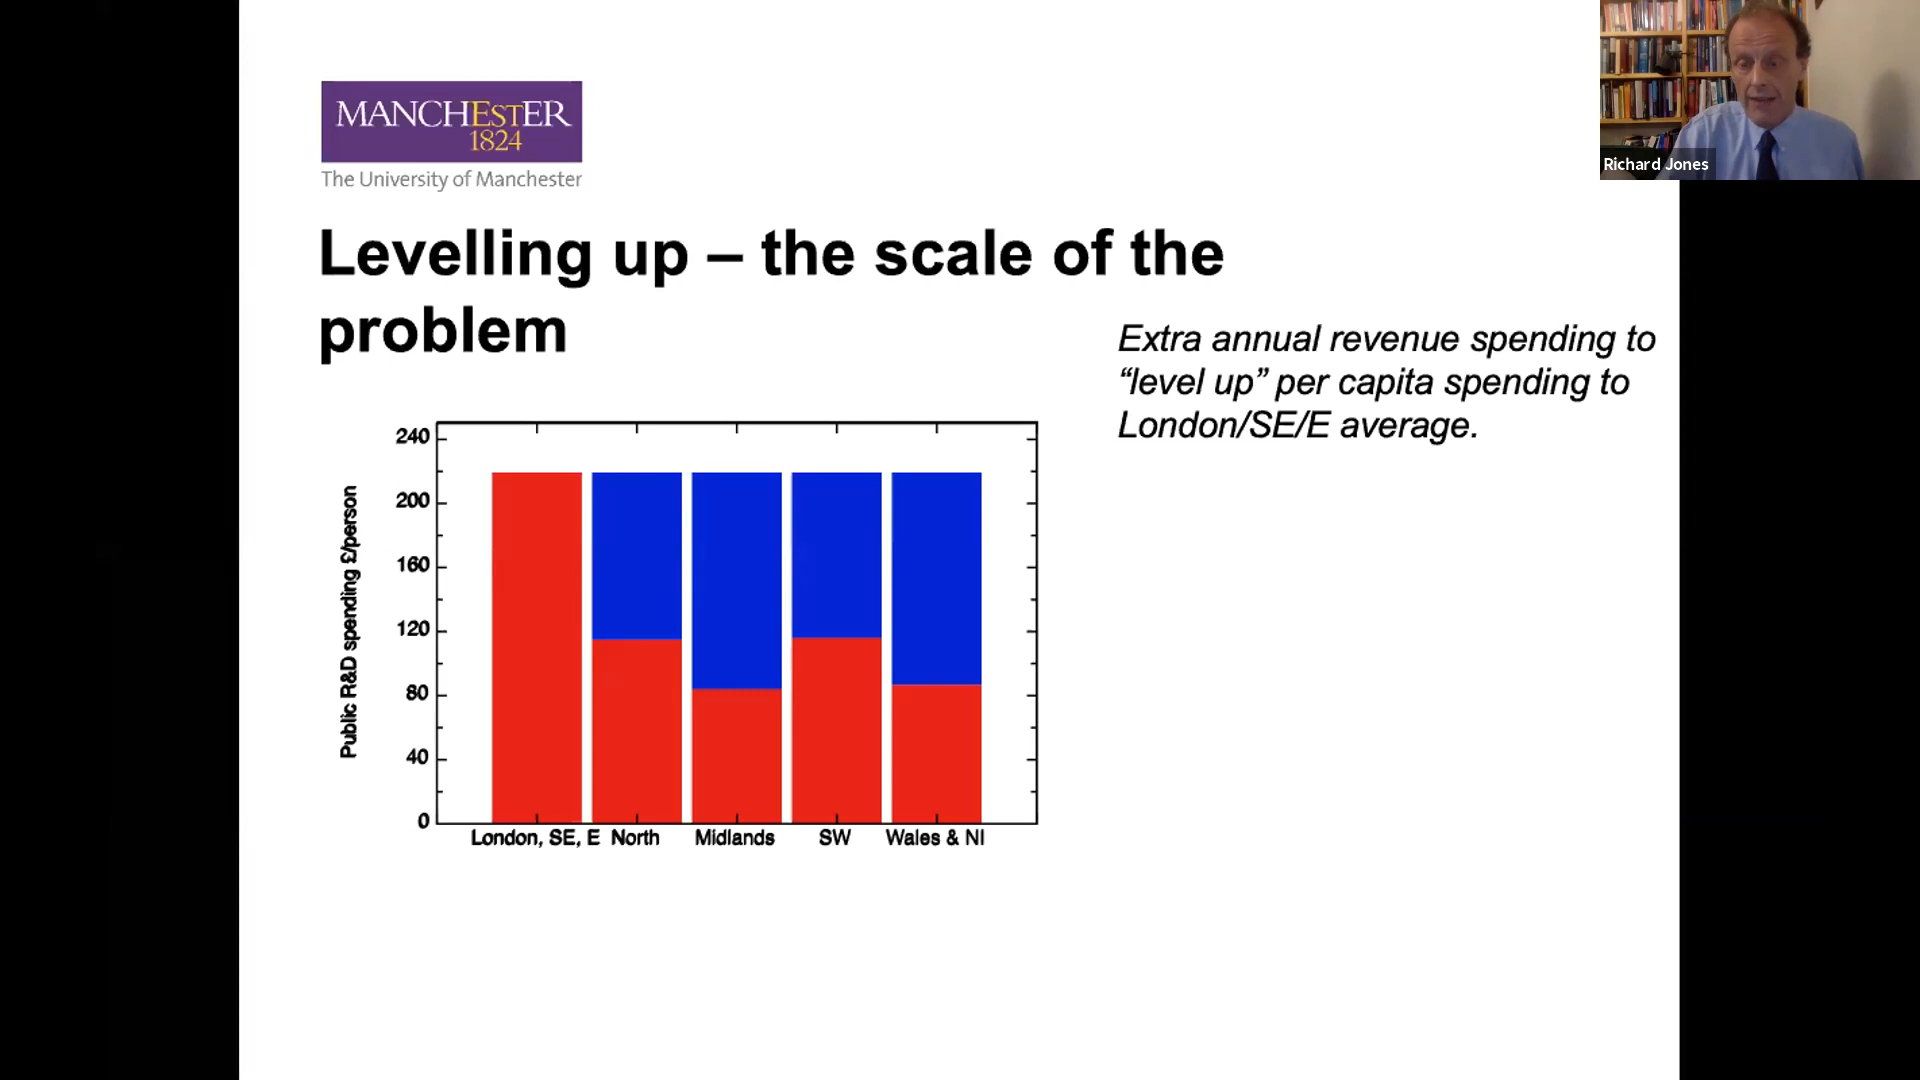 MANCHESTER
1824
The University of Manchester
Richard Jones
Levelling up – the scale of the
problem
Extra annual revenue spending to
“level up” per capita spending to
London/SE/E average.
Public R&D spending £/person
240
200
160
120
80
40
0
London, SE, E North Midlands SW Wales & NI